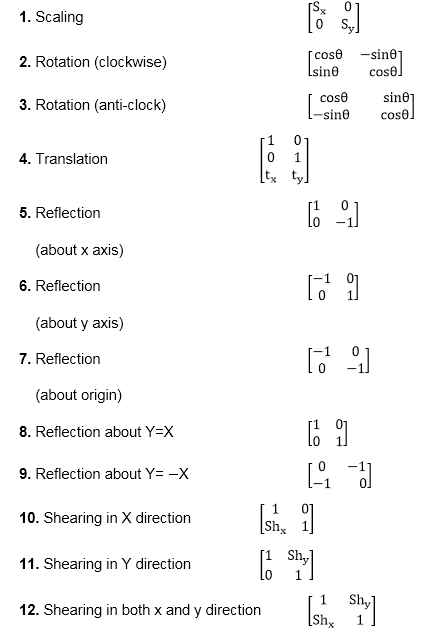 1. Scaling [Sx 0
0 Sy]
2. Rotation (clockwise) [cosθ −sinθ
sinθ cosθ]
3. Rotation (anti-clock) [cosθ sinθ
−sinθ cosθ]
4. Translation [1 0
0 1
tx ty]
5. Reflection [1 0
0 −1]
(about x axis)
6. Reflection [−1 0
0 1]
(about y axis)
7. Reflection [−1 0
0 −1]
(about origin)
8. Reflection about Y=X [1 0
0 1]
9. Reflection about Y= −X [0 −1
−1 0]
10. Shearing in X direction [1 0
Shx 1]
11. Shearing in Y direction [1 Shy
0 1]
12. Shearing in both x and y direction [1 Shy
Shx 1]